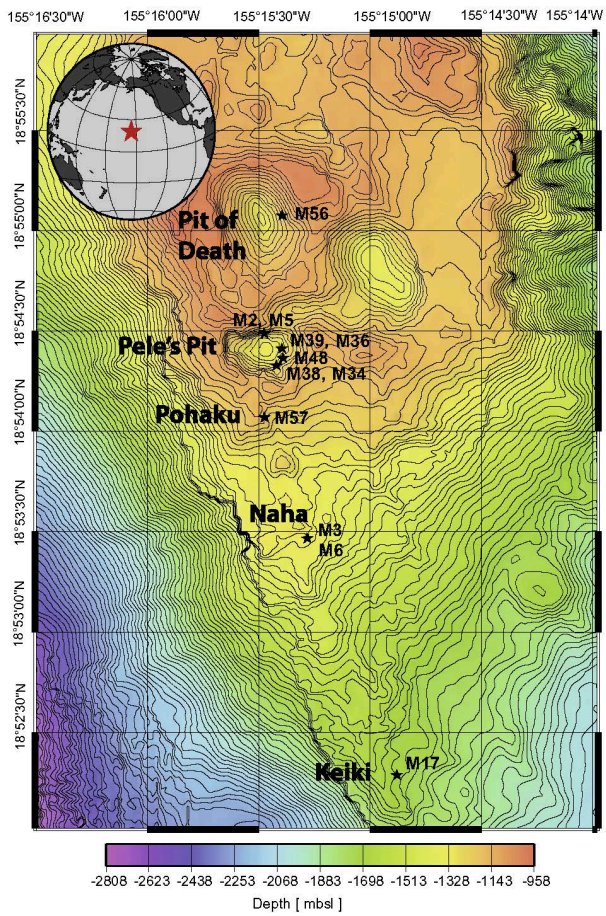 155°16'30"W 155°16'00"W 155°15'30"W 155°15'00"W 155°14'30"W 155°14'W
18°55'30"N
18°55'00"N
18°54'30"N
18°54'00"N
18°53'30"N
18°53'00"N
18°52'30"N
M56
Pit of
Death
M2, M5
M39, M36
Pele's Pit
M48
M38, M34
Pohaku
M57
Naha
M3
M6
M17
Keiki
-2808 -2623 -2438 -2253 -2068 -1883 -1698 -1513 -1328 -1143 -958
Depth [ mbsl ]